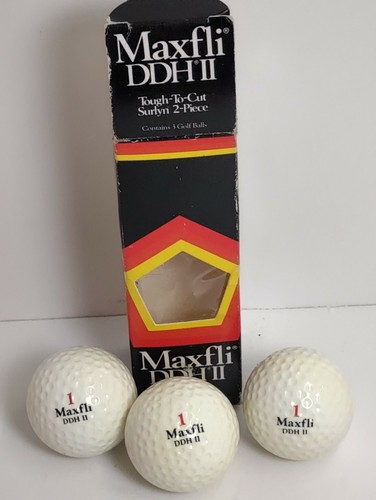 Maxfli®
DDH® II
Tough-To-Cut
Surlyn 2-Piece
Contains 3 Golf Balls
Maxfli®
DDH® II
1
Maxfli
DDH II
1
Maxfli
DDH II
1
Maxfli
DDH II